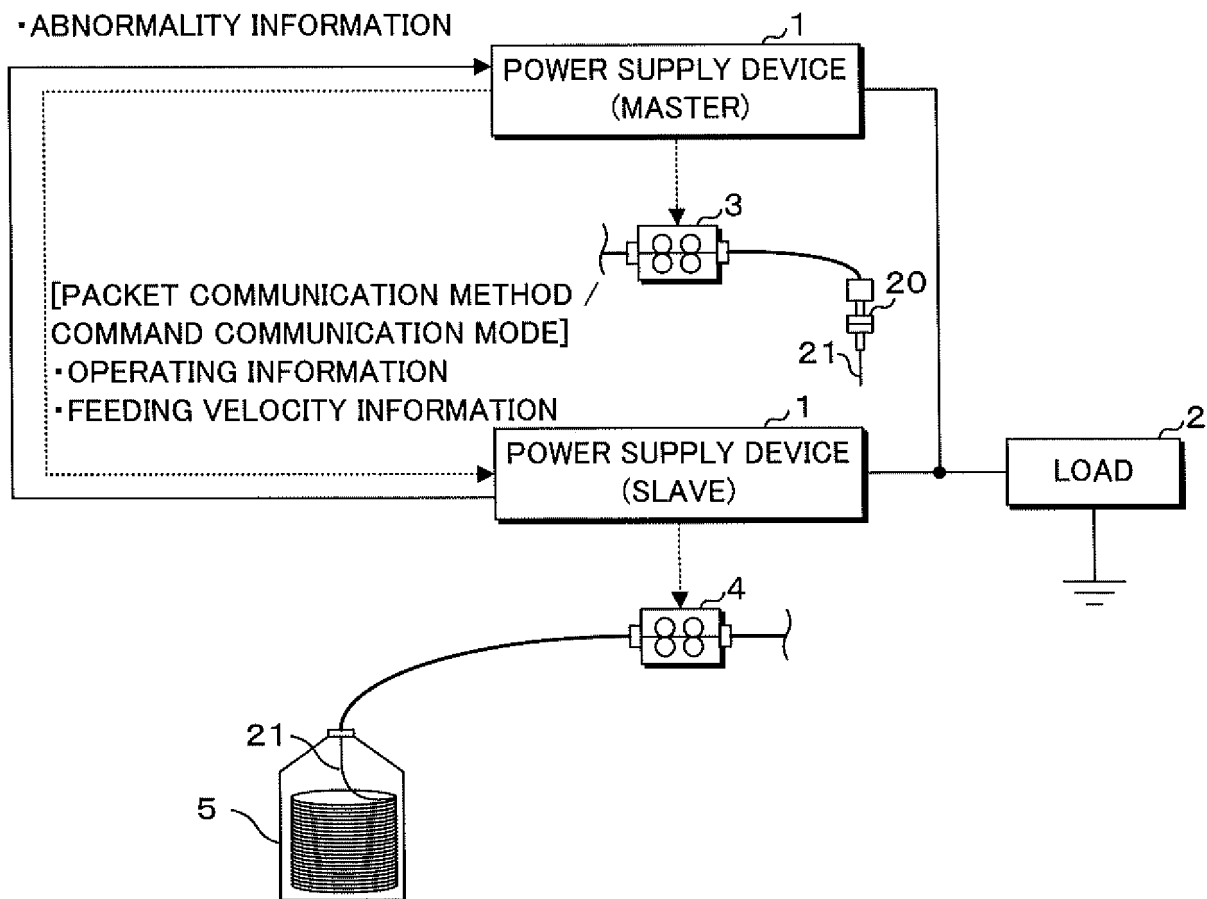 ・ABNORMALITY INFORMATION
1
POWER SUPPLY DEVICE
(MASTER)
3
[PACKET COMMUNICATION METHOD /
COMMAND COMMUNICATION MODE]
・OPERATING INFORMATION
・FEEDING VELOCITY INFORMATION
20
21
1
POWER SUPPLY DEVICE
(SLAVE)
2
LOAD
4
21
5